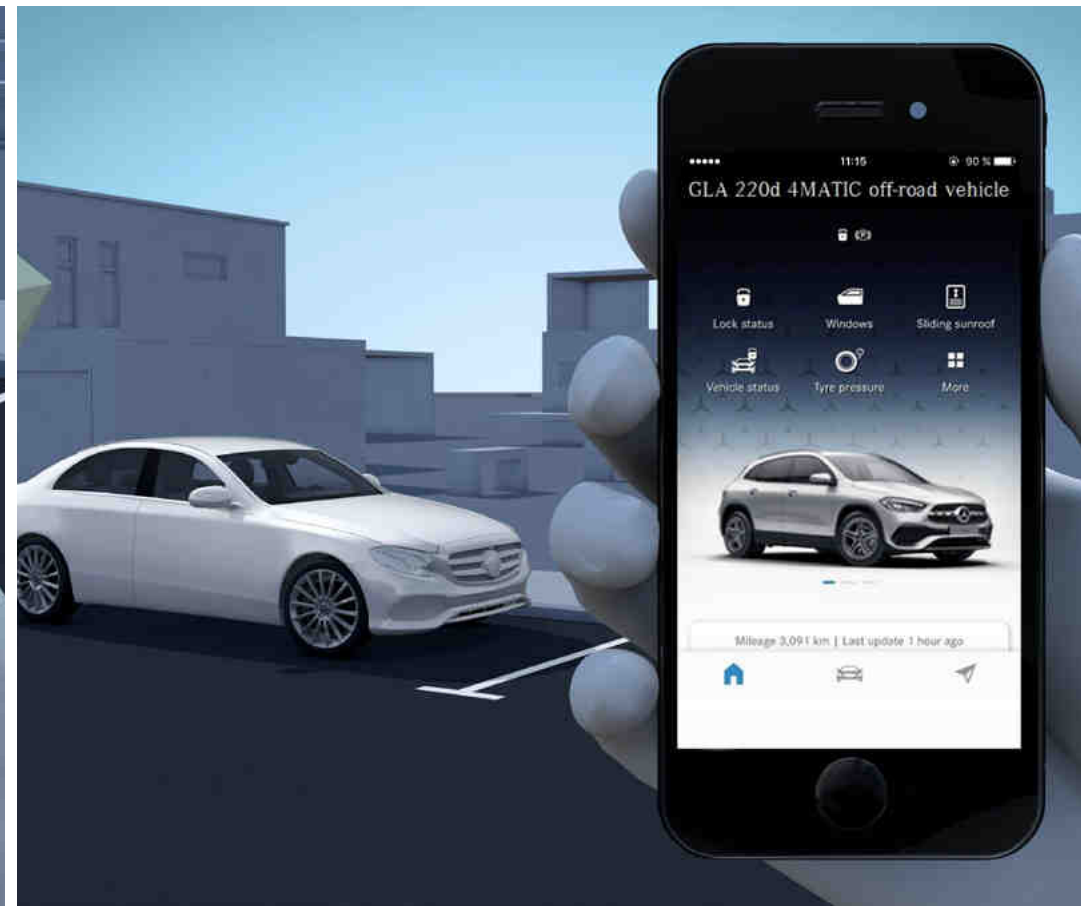 11:15 90 %
GLA 220d 4MATIC off-road vehicle
Lock status Windows Sliding sunroof
Vehicle status Tyre pressure More
Mileage 3,091 km | Last update 1 hour ago